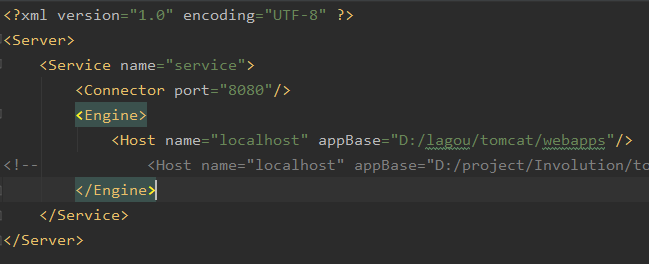 <?xml version="1.0" encoding="UTF-8" ?>
<Server>
    <Service name="service">
        <Connector port="8080"/>
        <Engine>
            <Host name="localhost" appBase="D:/lagou/tomcat/webapps"/>
<!--            <Host name="localhost" appBase="D:/project/Involution/to
        </Engine>
    </Service>
</Server>